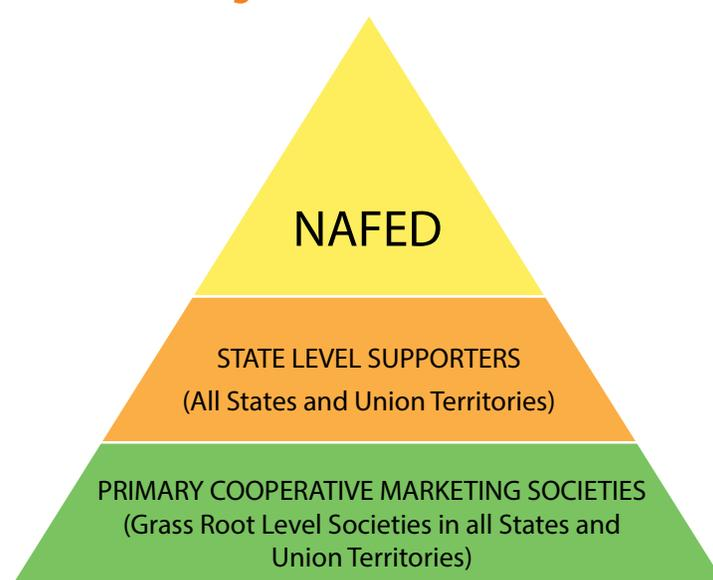 NAFED
STATE LEVEL SUPPORTERS
(All States and Union Territories)
PRIMARY COOPERATIVE MARKETING SOCIETIES
(Grass Root Level Societies in all States and
Union Territories)